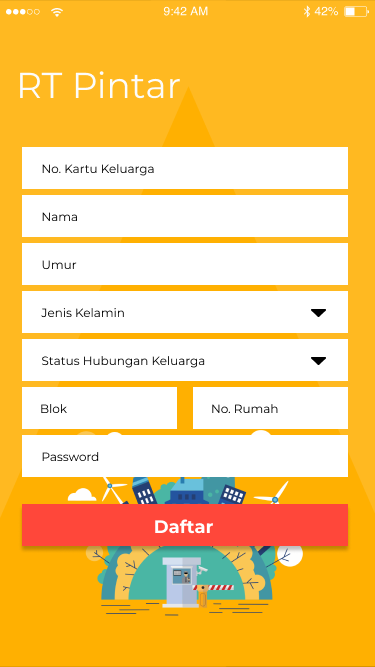 9:42 AM 42%
RT Pintar
No. Kartu Keluarga
Nama
Umur
Jenis Kelamin
Status Hubungan Keluarga
Blok No. Rumah
Password
Daftar